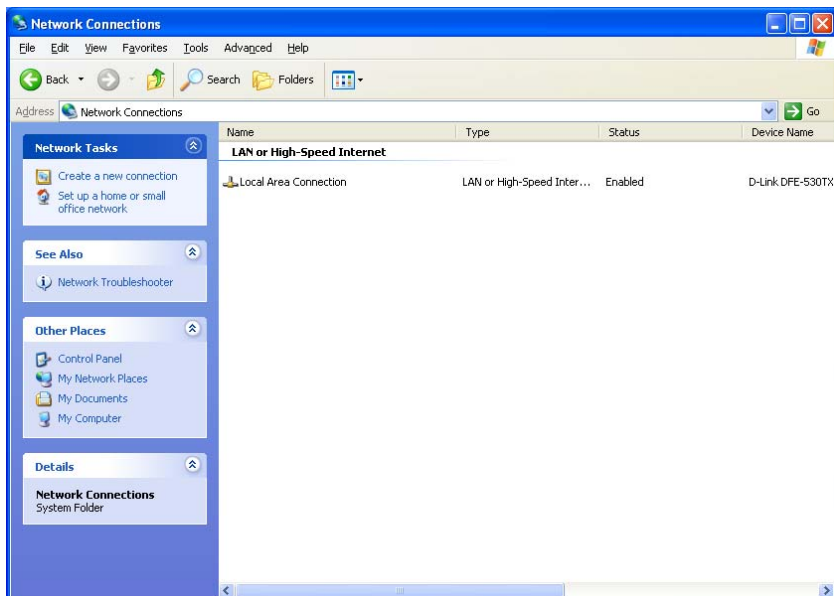 Network Connections
File Edit View Favorites Tools Advanced Help
Back Search Folders
Address Network Connections Go
Network Tasks
Create a new connection
Set up a home or small
office network
See Also
Network Troubleshooter
Other Places
Control Panel
My Network Places
My Documents
My Computer
Details
Network Connections
System Folder
Name Type Status Device Name
LAN or High-Speed Internet
Local Area Connection LAN or High-Speed Inter... Enabled D-Link DFE-530TX